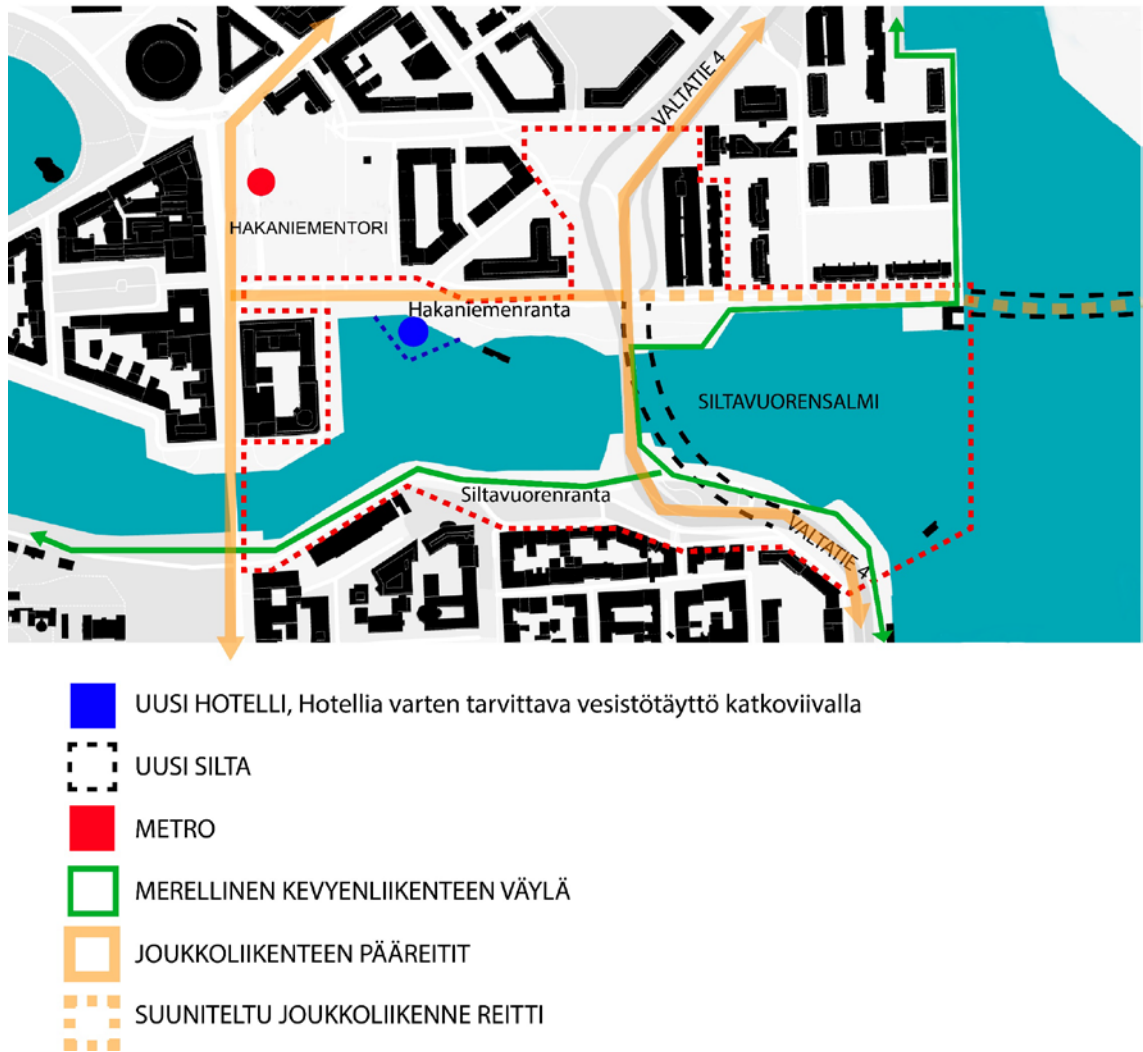 VALTATIE 4
HAKANIEMENTORI
Hakaniemenranta
SILTAVUORENSALMI
Siltavuorenranta
VALTATIE 4
UUSI HOTELLI, Hotellia varten tarvittava vesistötäyttö katkoviivalla
UUSI SILTA
METRO
MERELLINEN KEVYENLIIKENTEEN VÄYLÄ
JOUKKOLIIKENTEEN PÄÄREITIT
SUUNITELTU JOUKKOLIIKENNE REITTI